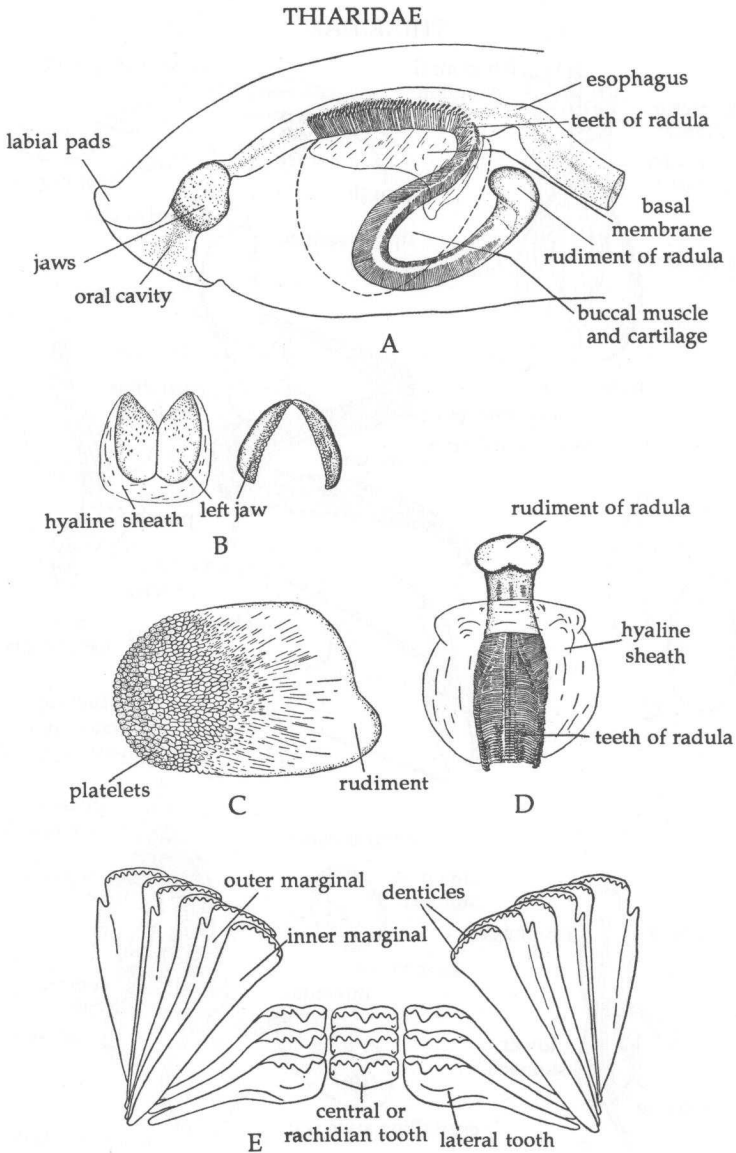 THIARIDAE
esophagus
teeth of radula
labial pads
basal
membrane
rudiment of radula
jaws
oral cavity
buccal muscle
and cartilage
A
hyaline sheath
left jaw
B
rudiment of radula
hyaline
sheath
teeth of radula
platelets
rudiment
C
D
outer marginal
denticles
inner marginal
central or
rachidian tooth
lateral tooth
E